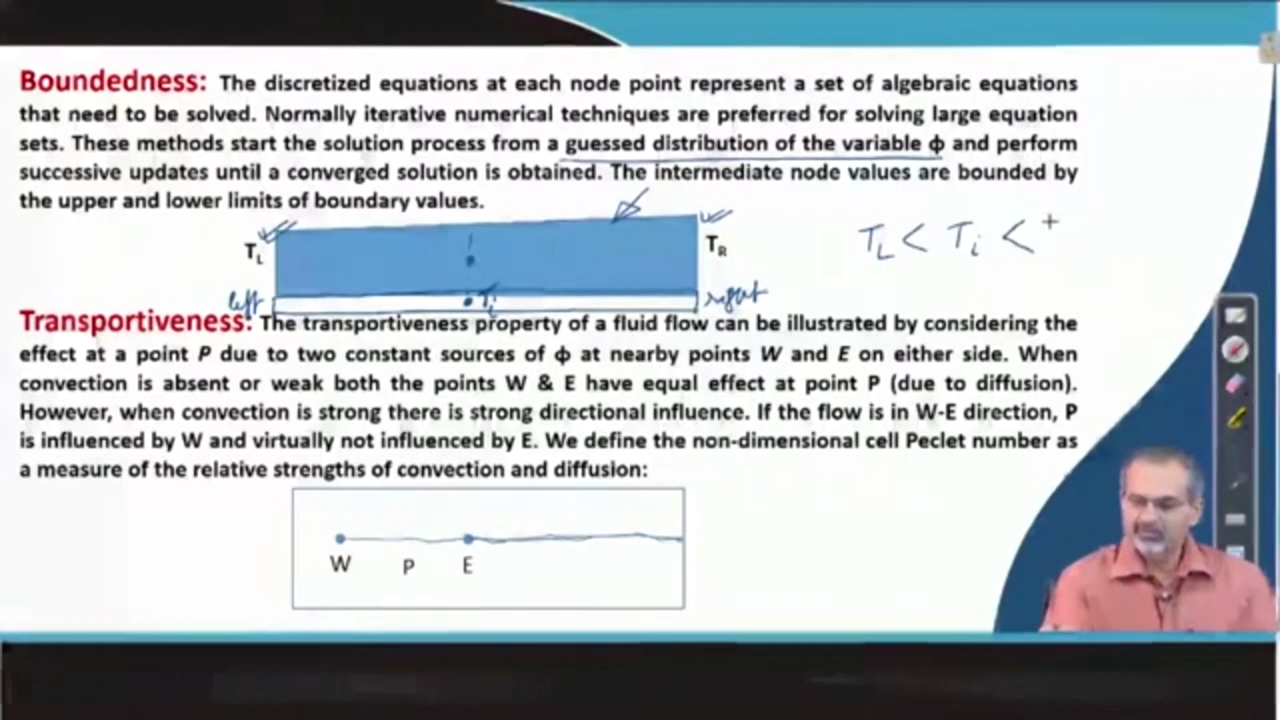 Boundedness: The discretized equations at each node point represent a set of algebraic equations
that need to be solved. Normally iterative numerical techniques are preferred for solving large equation
sets. These methods start the solution process from a guessed distribution of the variable ϕ and perform
successive updates until a converged solution is obtained. The intermediate node values are bounded by
the upper and lower limits of boundary values.
T_L
T_R
T_L < T_i <
left
T_i
right
Transportiveness: The transportiveness property of a fluid flow can be illustrated by considering the
effect at a point P due to two constant sources of ϕ at nearby points W and E on either side. When
convection is absent or weak both the points W & E have equal effect at point P (due to diffusion).
However, when convection is strong there is strong directional influence. If the flow is in W-E direction, P
is influenced by W and virtually not influenced by E. We define the non-dimensional cell Peclet number as
a measure of the relative strengths of convection and diffusion:
W P E